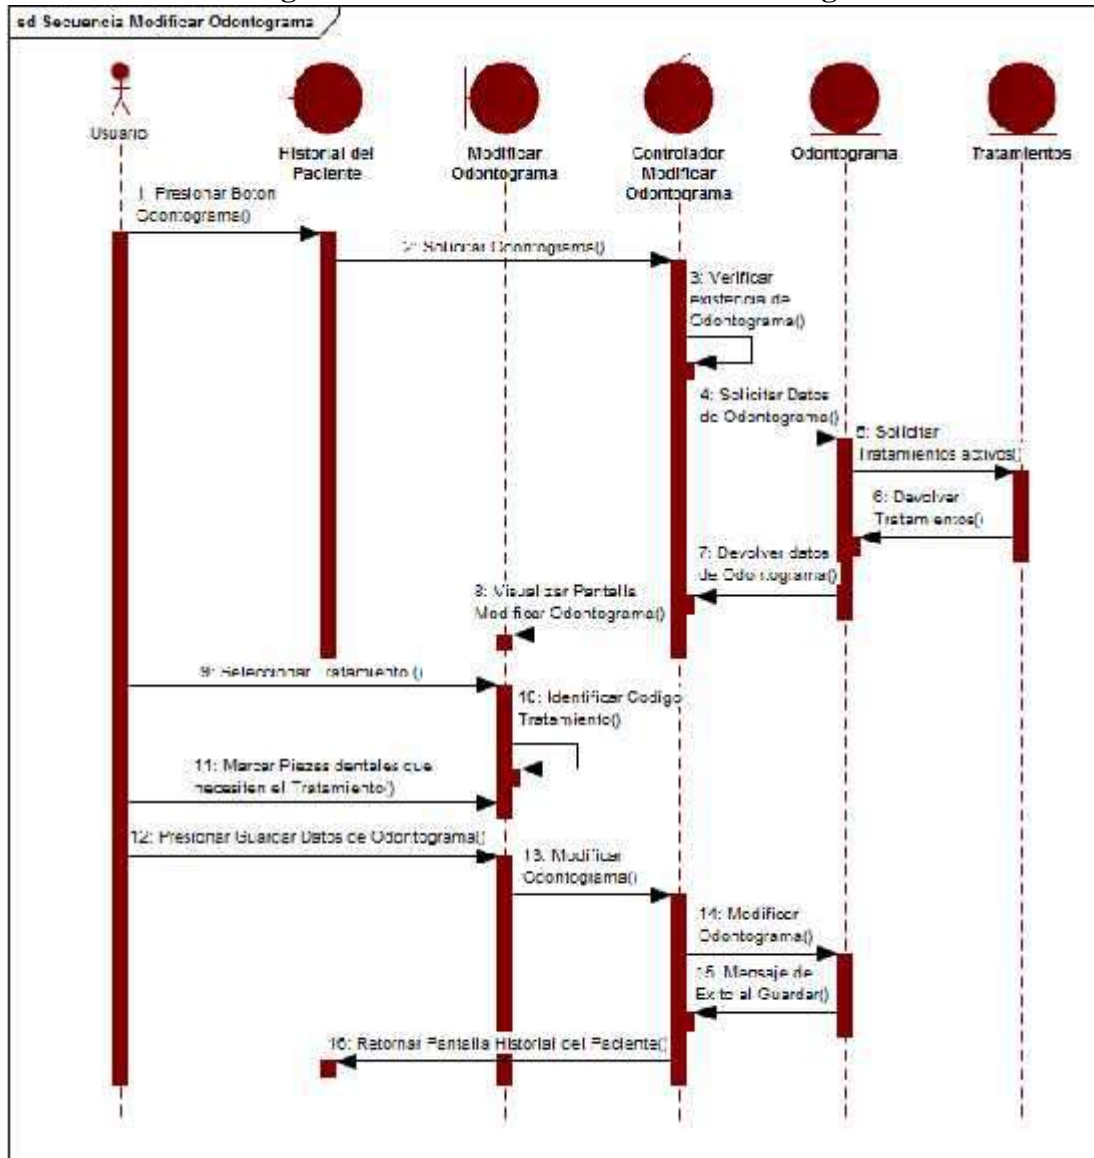 sd Secuencia Modificar Odontograma
Usuario
Historial del
Paciente
Modificar
Odontograma
Controlador
Modificar
Odontograma
Odontograma
Tratamientos
1: Presionar Boton
Odontograma()
2: Solicitar Odontograma()
3: Verificar
existencia de
Odontograma()
4: Solicitar Datos
de Odontograma()
5: Solicitar
Tratamientos activos()
6: Devolver
Tratamientos()
7: Devolver datos
de Odontograma()
8: Visualizar Pantalla
Modificar Odontograma()
9: Seleccionar Tratamiento ()
10: Identificar Codigo
Tratamiento()
11: Marcar Piezas dentales que
necesiten el Tratamiento()
12: Presionar Guardar Datos de Odontograma()
13: Modificar
Odontograma()
14: Modificar
Odontograma()
15: Mensaje de
Exito al Guardar()
16: Retornar Pantalla Historial del Paciente()